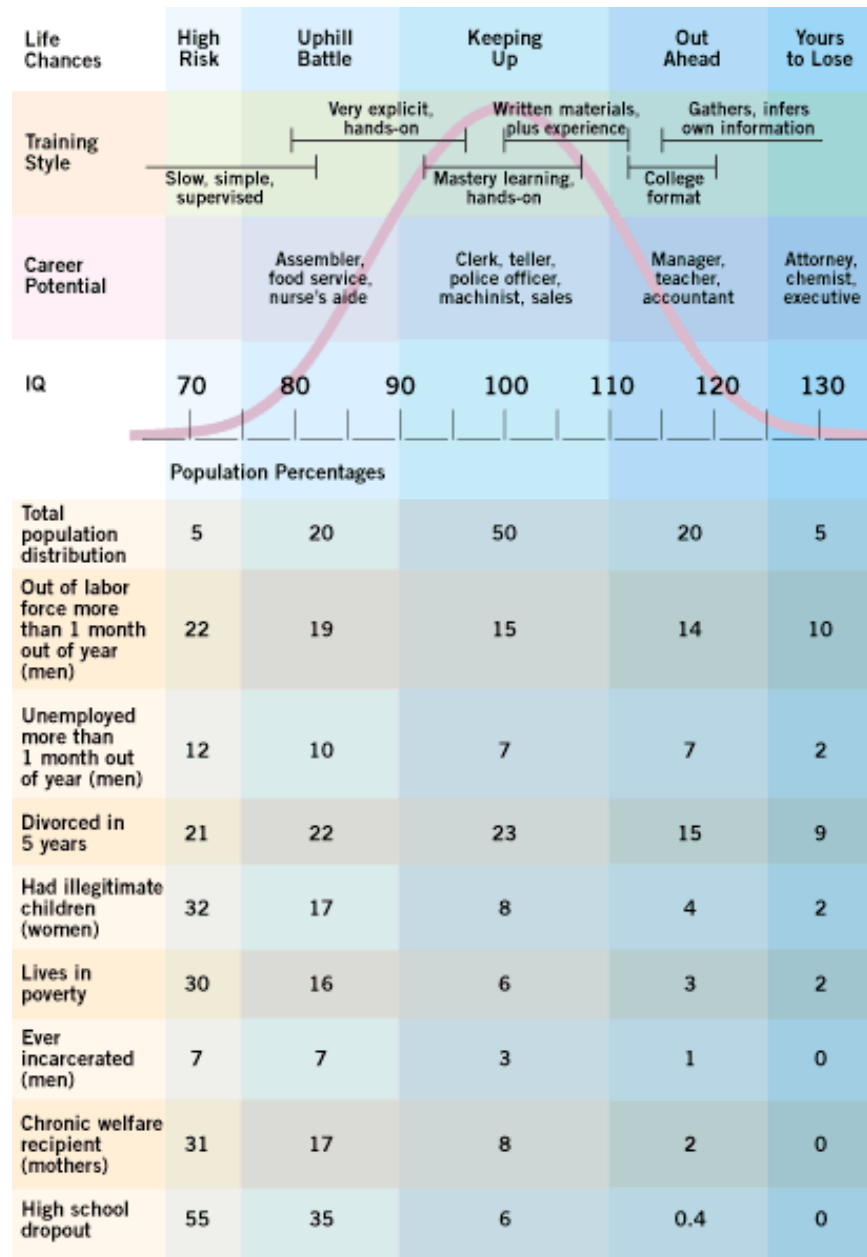 Life
Chances
High
Risk
Uphill
Battle
Keeping
Up
Out
Ahead
Yours
to Lose
Training
Style
Very explicit,
hands-on
Written materials,
plus experience
Gathers, infers
own information
Slow, simple,
supervised
Mastery learning,
hands-on
College
format
Career
Potential
Assembler,
food service,
nurse's aide
Clerk, teller,
police officer,
machinist, sales
Manager,
teacher,
accountant
Attorney,
chemist,
executive
IQ 70 80 90 100 110 120 130
Population Percentages
Total
population
distribution
5 20 50 20 5
Out of labor
force more
than 1 month
out of year
(men)
22 19 15 14 10
Unemployed
more than
1 month out
of year (men)
12 10 7 7 2
Divorced in
5 years
21 22 23 15 9
Had illegitimate
children
(women)
32 17 8 4 2
Lives in
poverty
30 16 6 3 2
Ever
incarcerated
(men)
7 7 3 1 0
Chronic welfare
recipient
(mothers)
31 17 8 2 0
High school
dropout
55 35 6 0.4 0